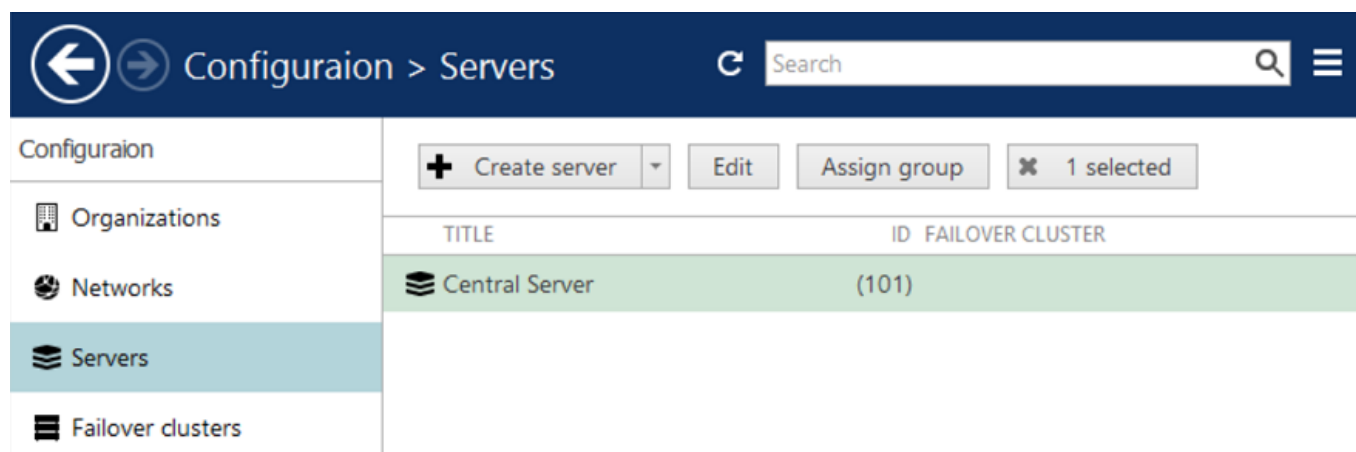 Configuraion > Servers
Search
Configuraion
Organizations
Networks
Servers
Failover clusters
Create server
Edit
Assign group
1 selected
TITLE ID FAILOVER CLUSTER
Central Server (101)